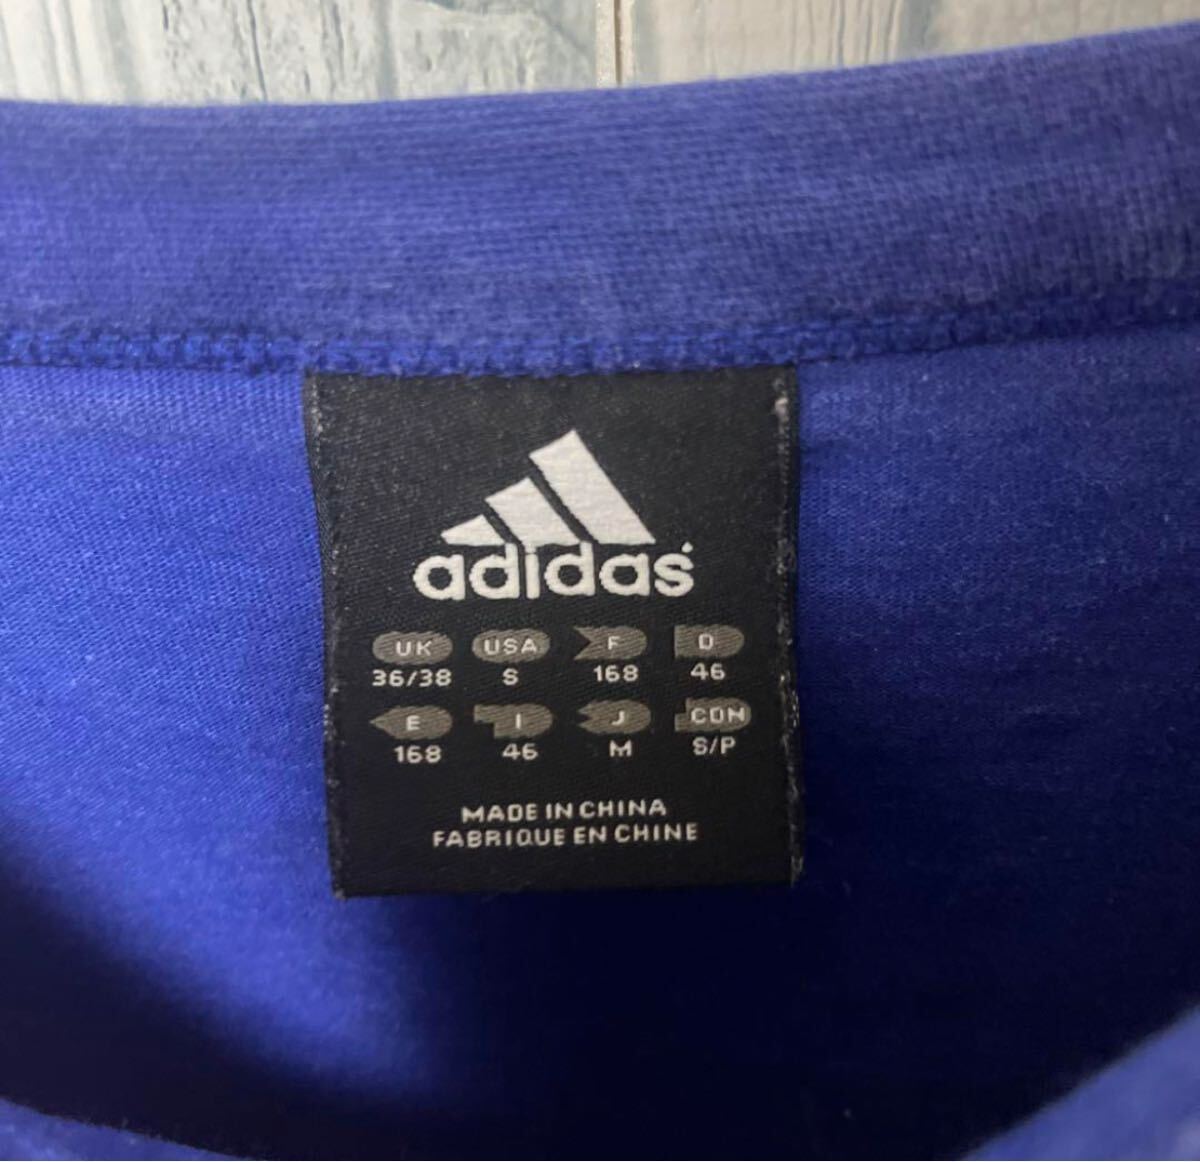 adidas
UK USA F D
36/38 S 168 46
E I J CDN
168 46 M S/P
MADE IN CHINA
FABRIQUE EN CHINE